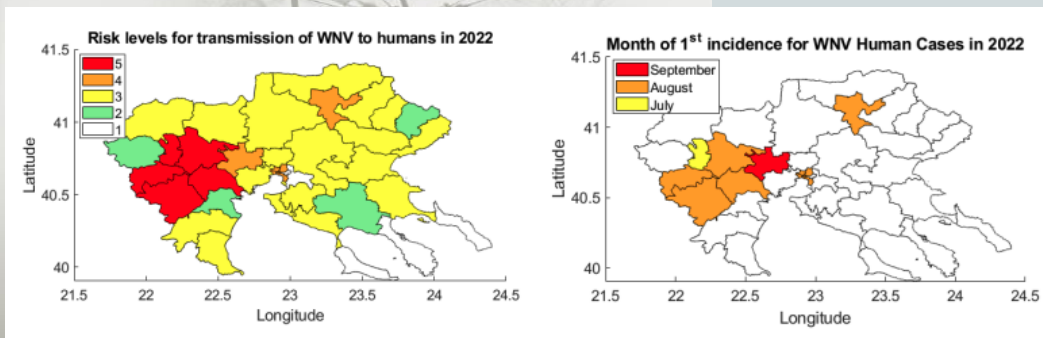 Risk levels for transmission of WNV to humans in 2022
41.5
41
40.5
40
5
4
3
2
1
Latitude
21.5 22 22.5 23 23.5 24 24.5
Longitude
Month of 1st incidence for WNV Human Cases in 2022
41.5
41
40.5
40
September
August
July
Latitude
21.5 22 22.5 23 23.5 24 24.5
Longitude